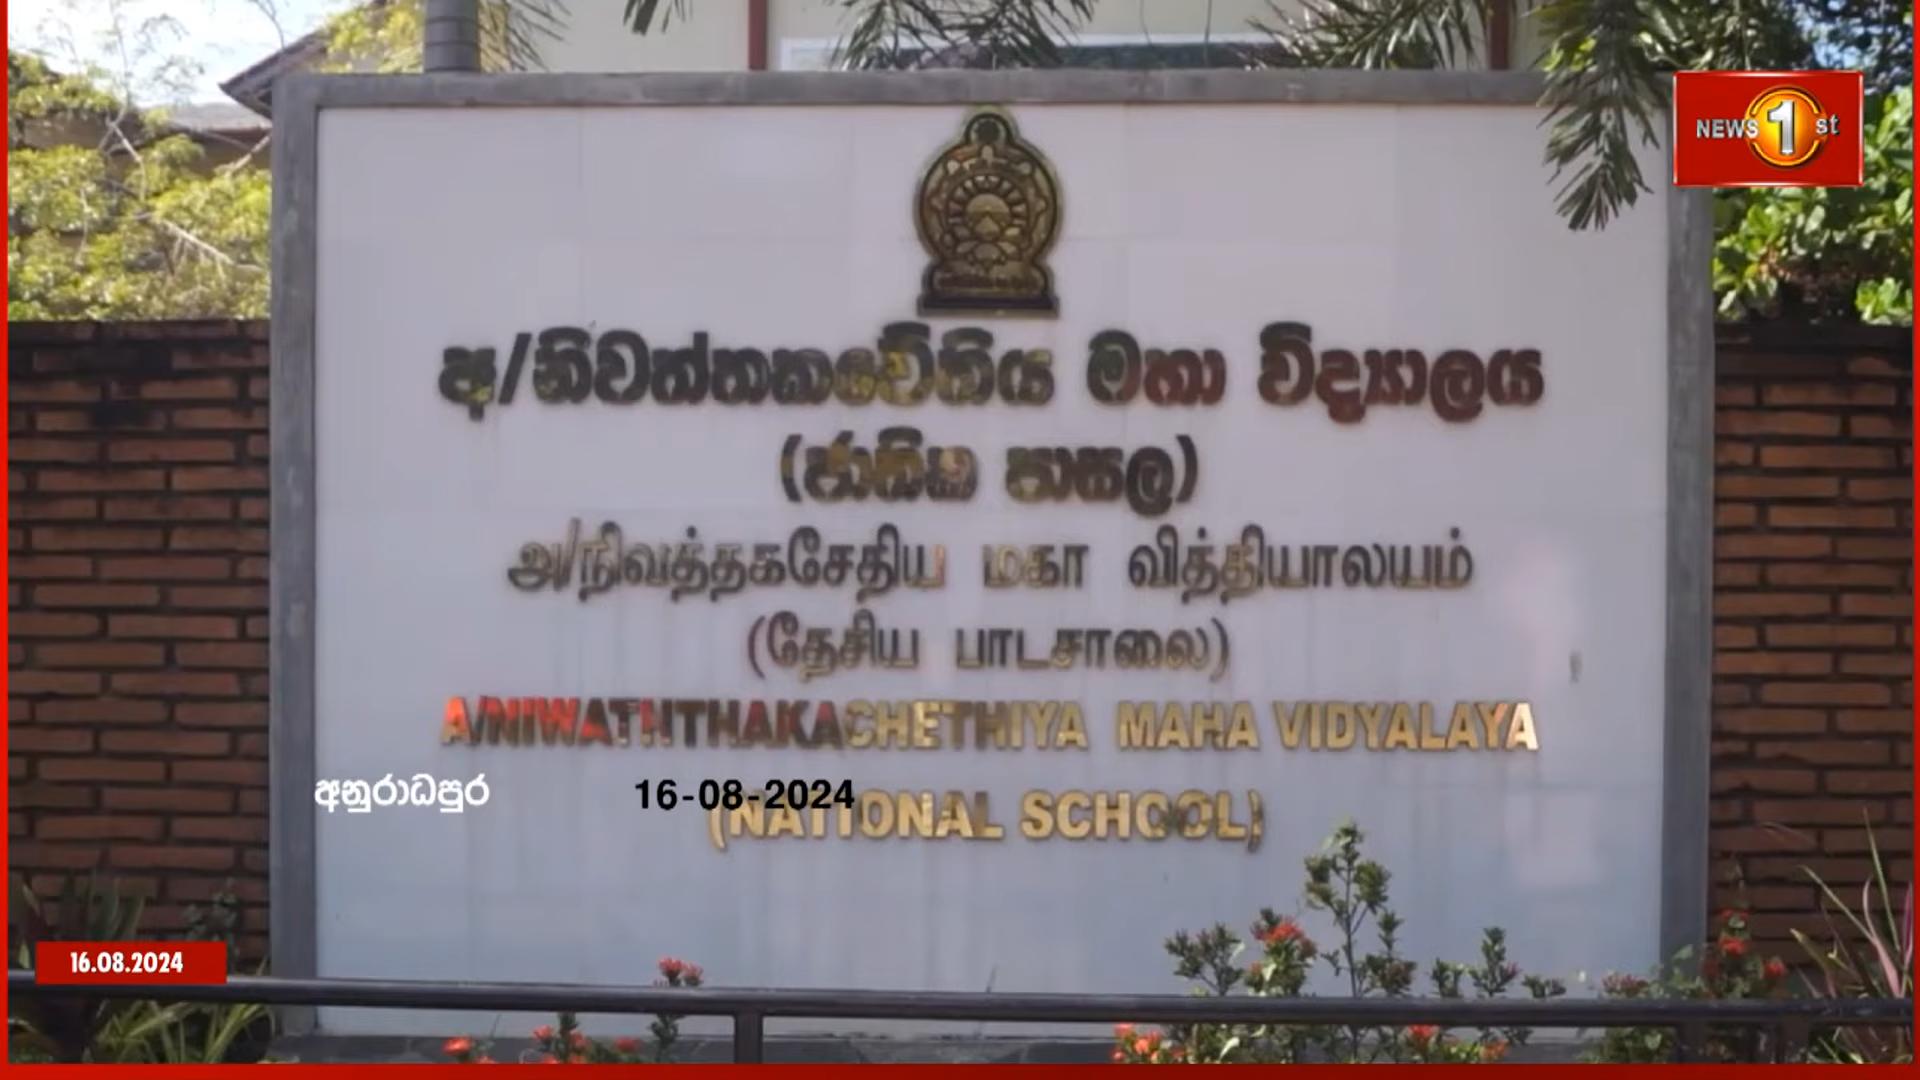 NEWS 1st
අ/නිවත්තකචේතිය මහා විද්‍යාලය
(ජාතික පාසල)
அ/நிவத்தகசேதிய மகா வித்தியாலயம்
(தேசிய பாடசாலை)
A/NIWATHTHAKACHETHIYA MAHA VIDYALAYA
අනුරාධපුර 16-08-2024
(NATIONAL SCHOOL)
16.08.2024